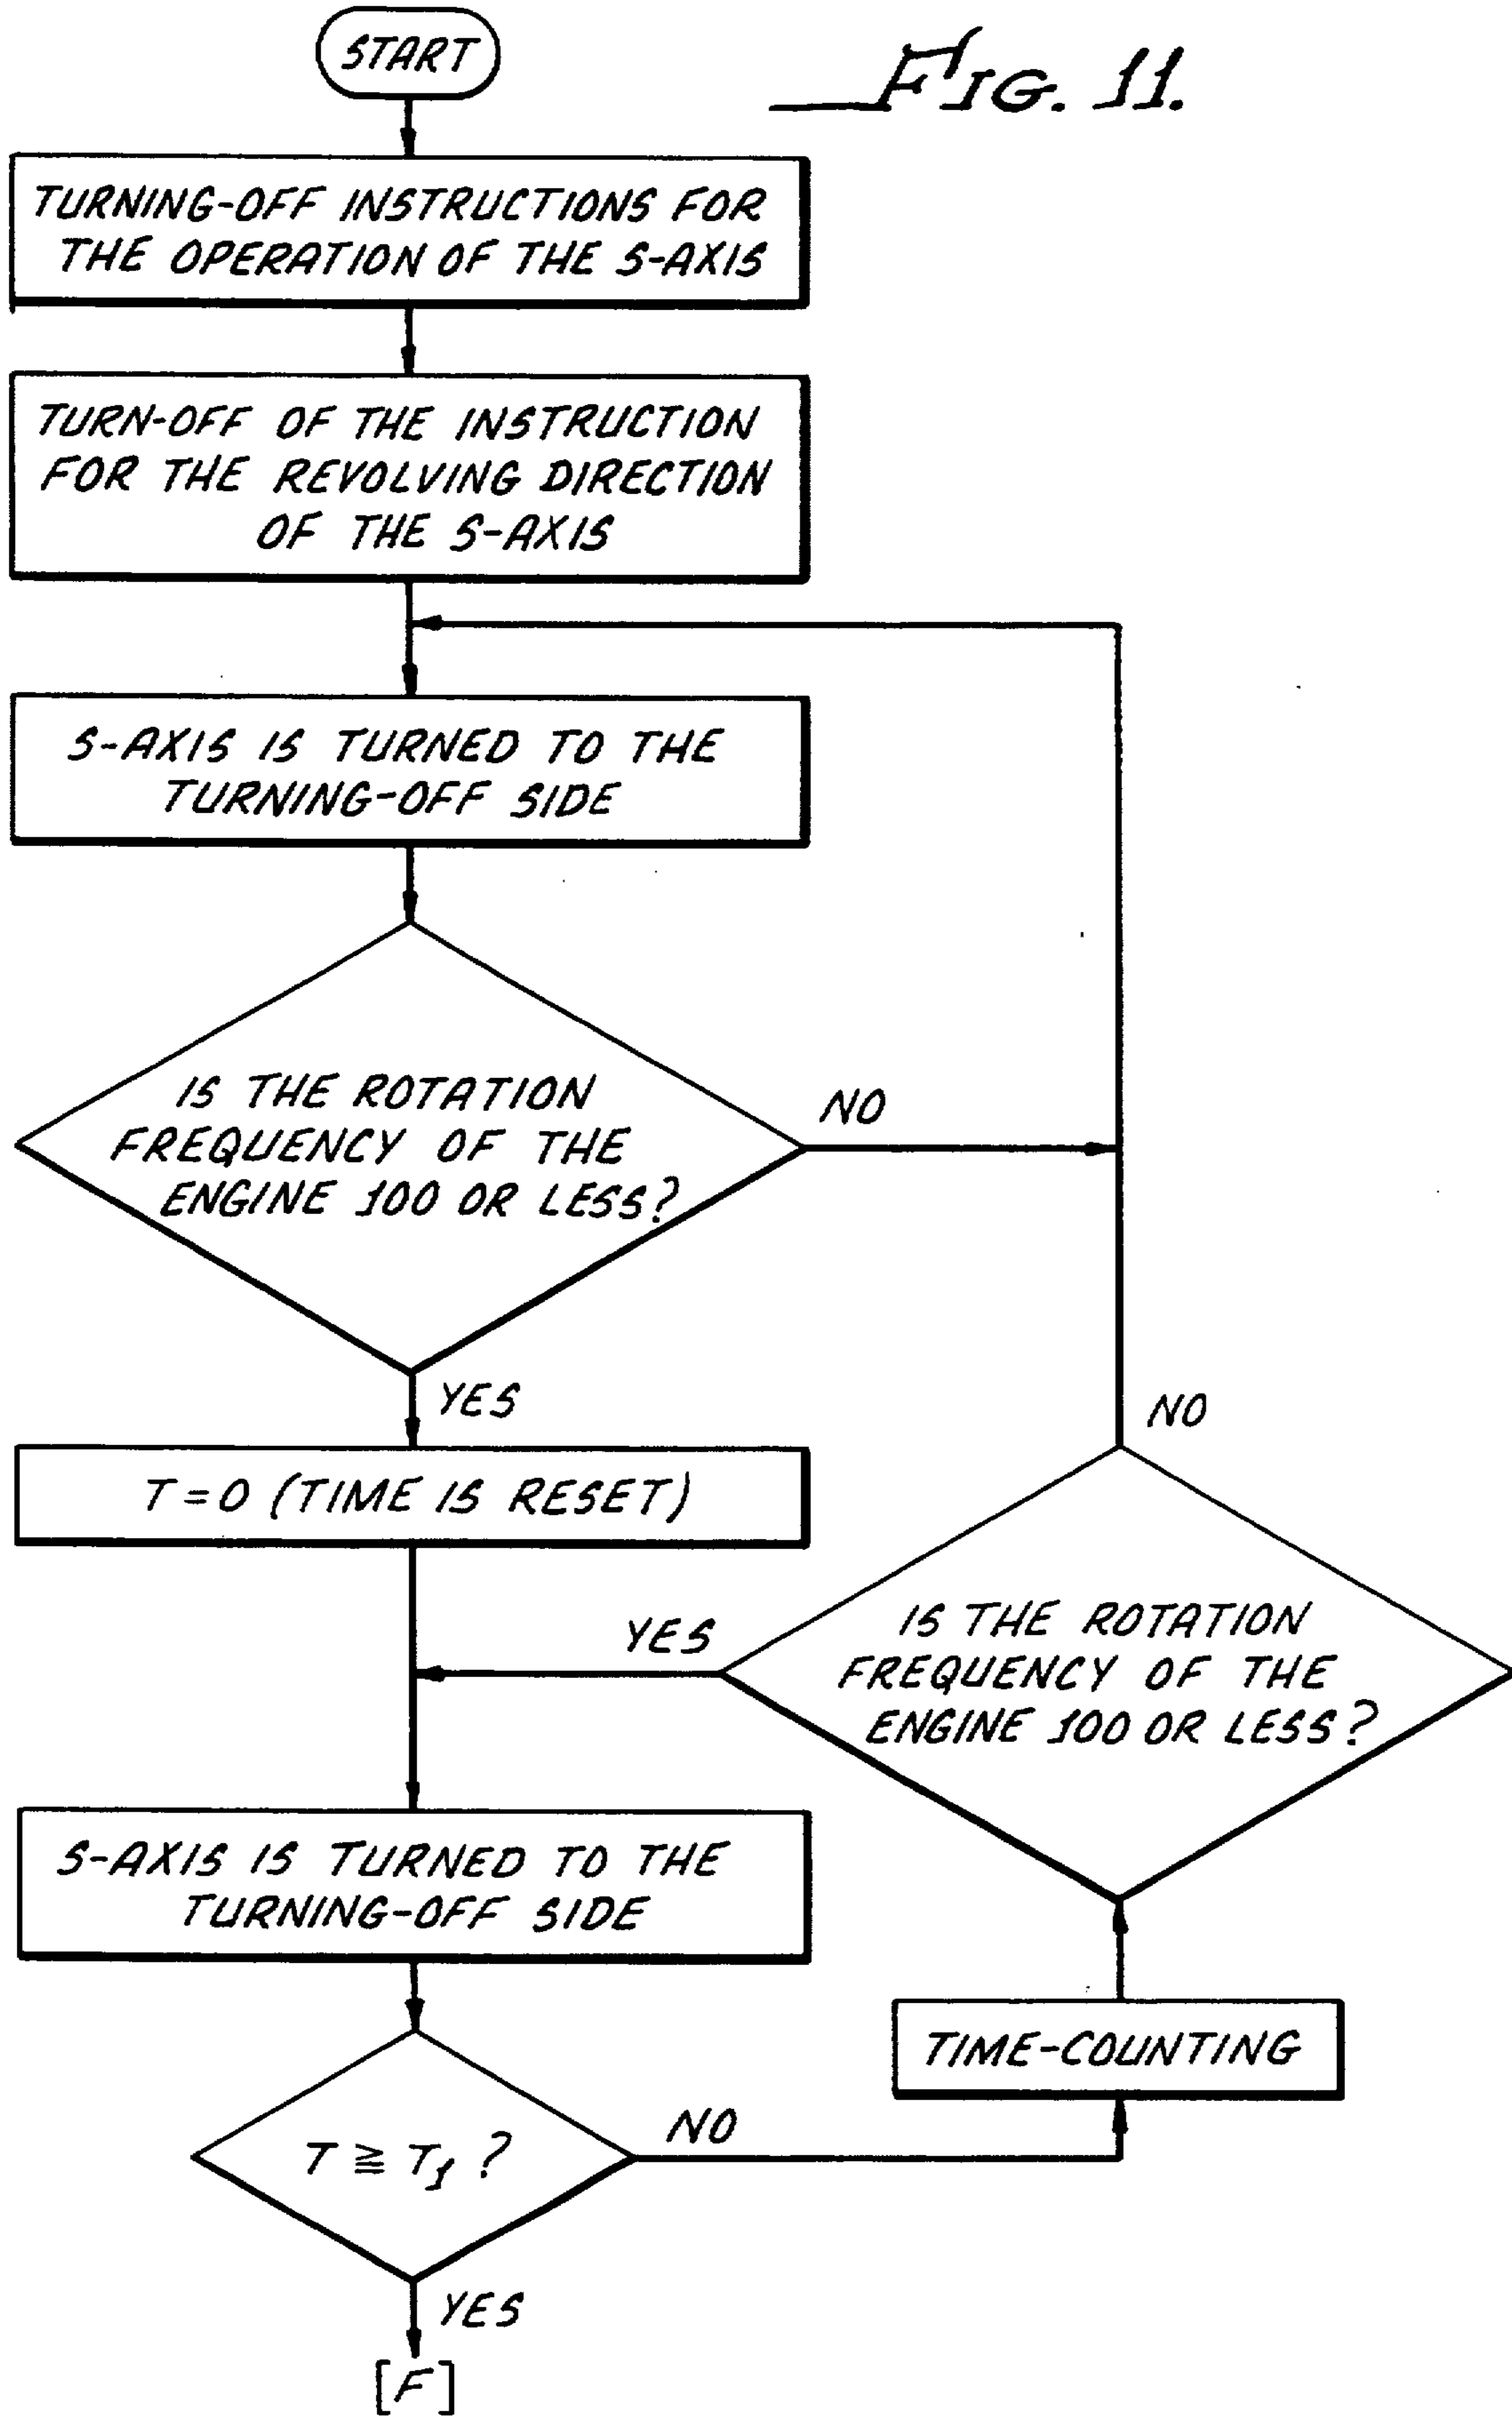 START
FIG. 11.
TURNING-OFF INSTRUCTIONS FOR
THE OPERATION OF THE S-AXIS
TURN-OFF OF THE INSTRUCTION
FOR THE REVOLVING DIRECTION
OF THE S-AXIS
S-AXIS IS TURNED TO THE
TURNING-OFF SIDE
IS THE ROTATION
FREQUENCY OF THE
ENGINE 100 OR LESS?
NO
YES
NO
T=0 (TIME IS RESET)
YES
IS THE ROTATION
FREQUENCY OF THE
ENGINE 100 OR LESS?
S-AXIS IS TURNED TO THE
TURNING-OFF SIDE
TIME-COUNTING
T ≧ T₁ ?
NO
YES
[F]